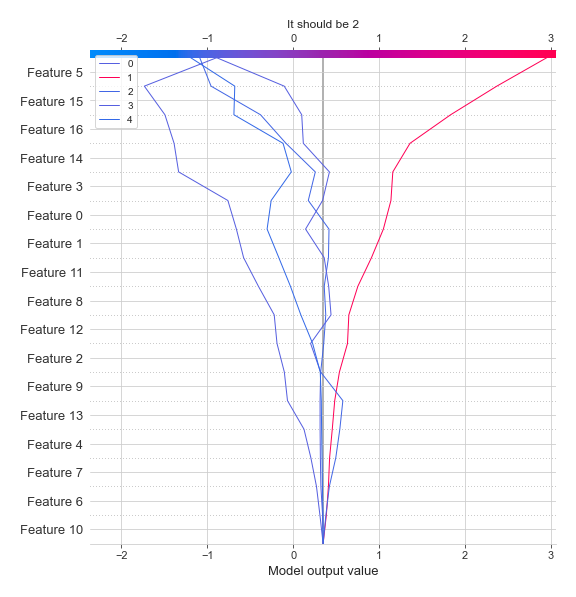 It should be 2
−2 −1 0 1 2 3
0
1
2
3
4
Feature 5
Feature 15
Feature 16
Feature 14
Feature 3
Feature 0
Feature 1
Feature 11
Feature 8
Feature 12
Feature 2
Feature 9
Feature 13
Feature 4
Feature 7
Feature 6
Feature 10
−2 −1 0 1 2 3
Model output value